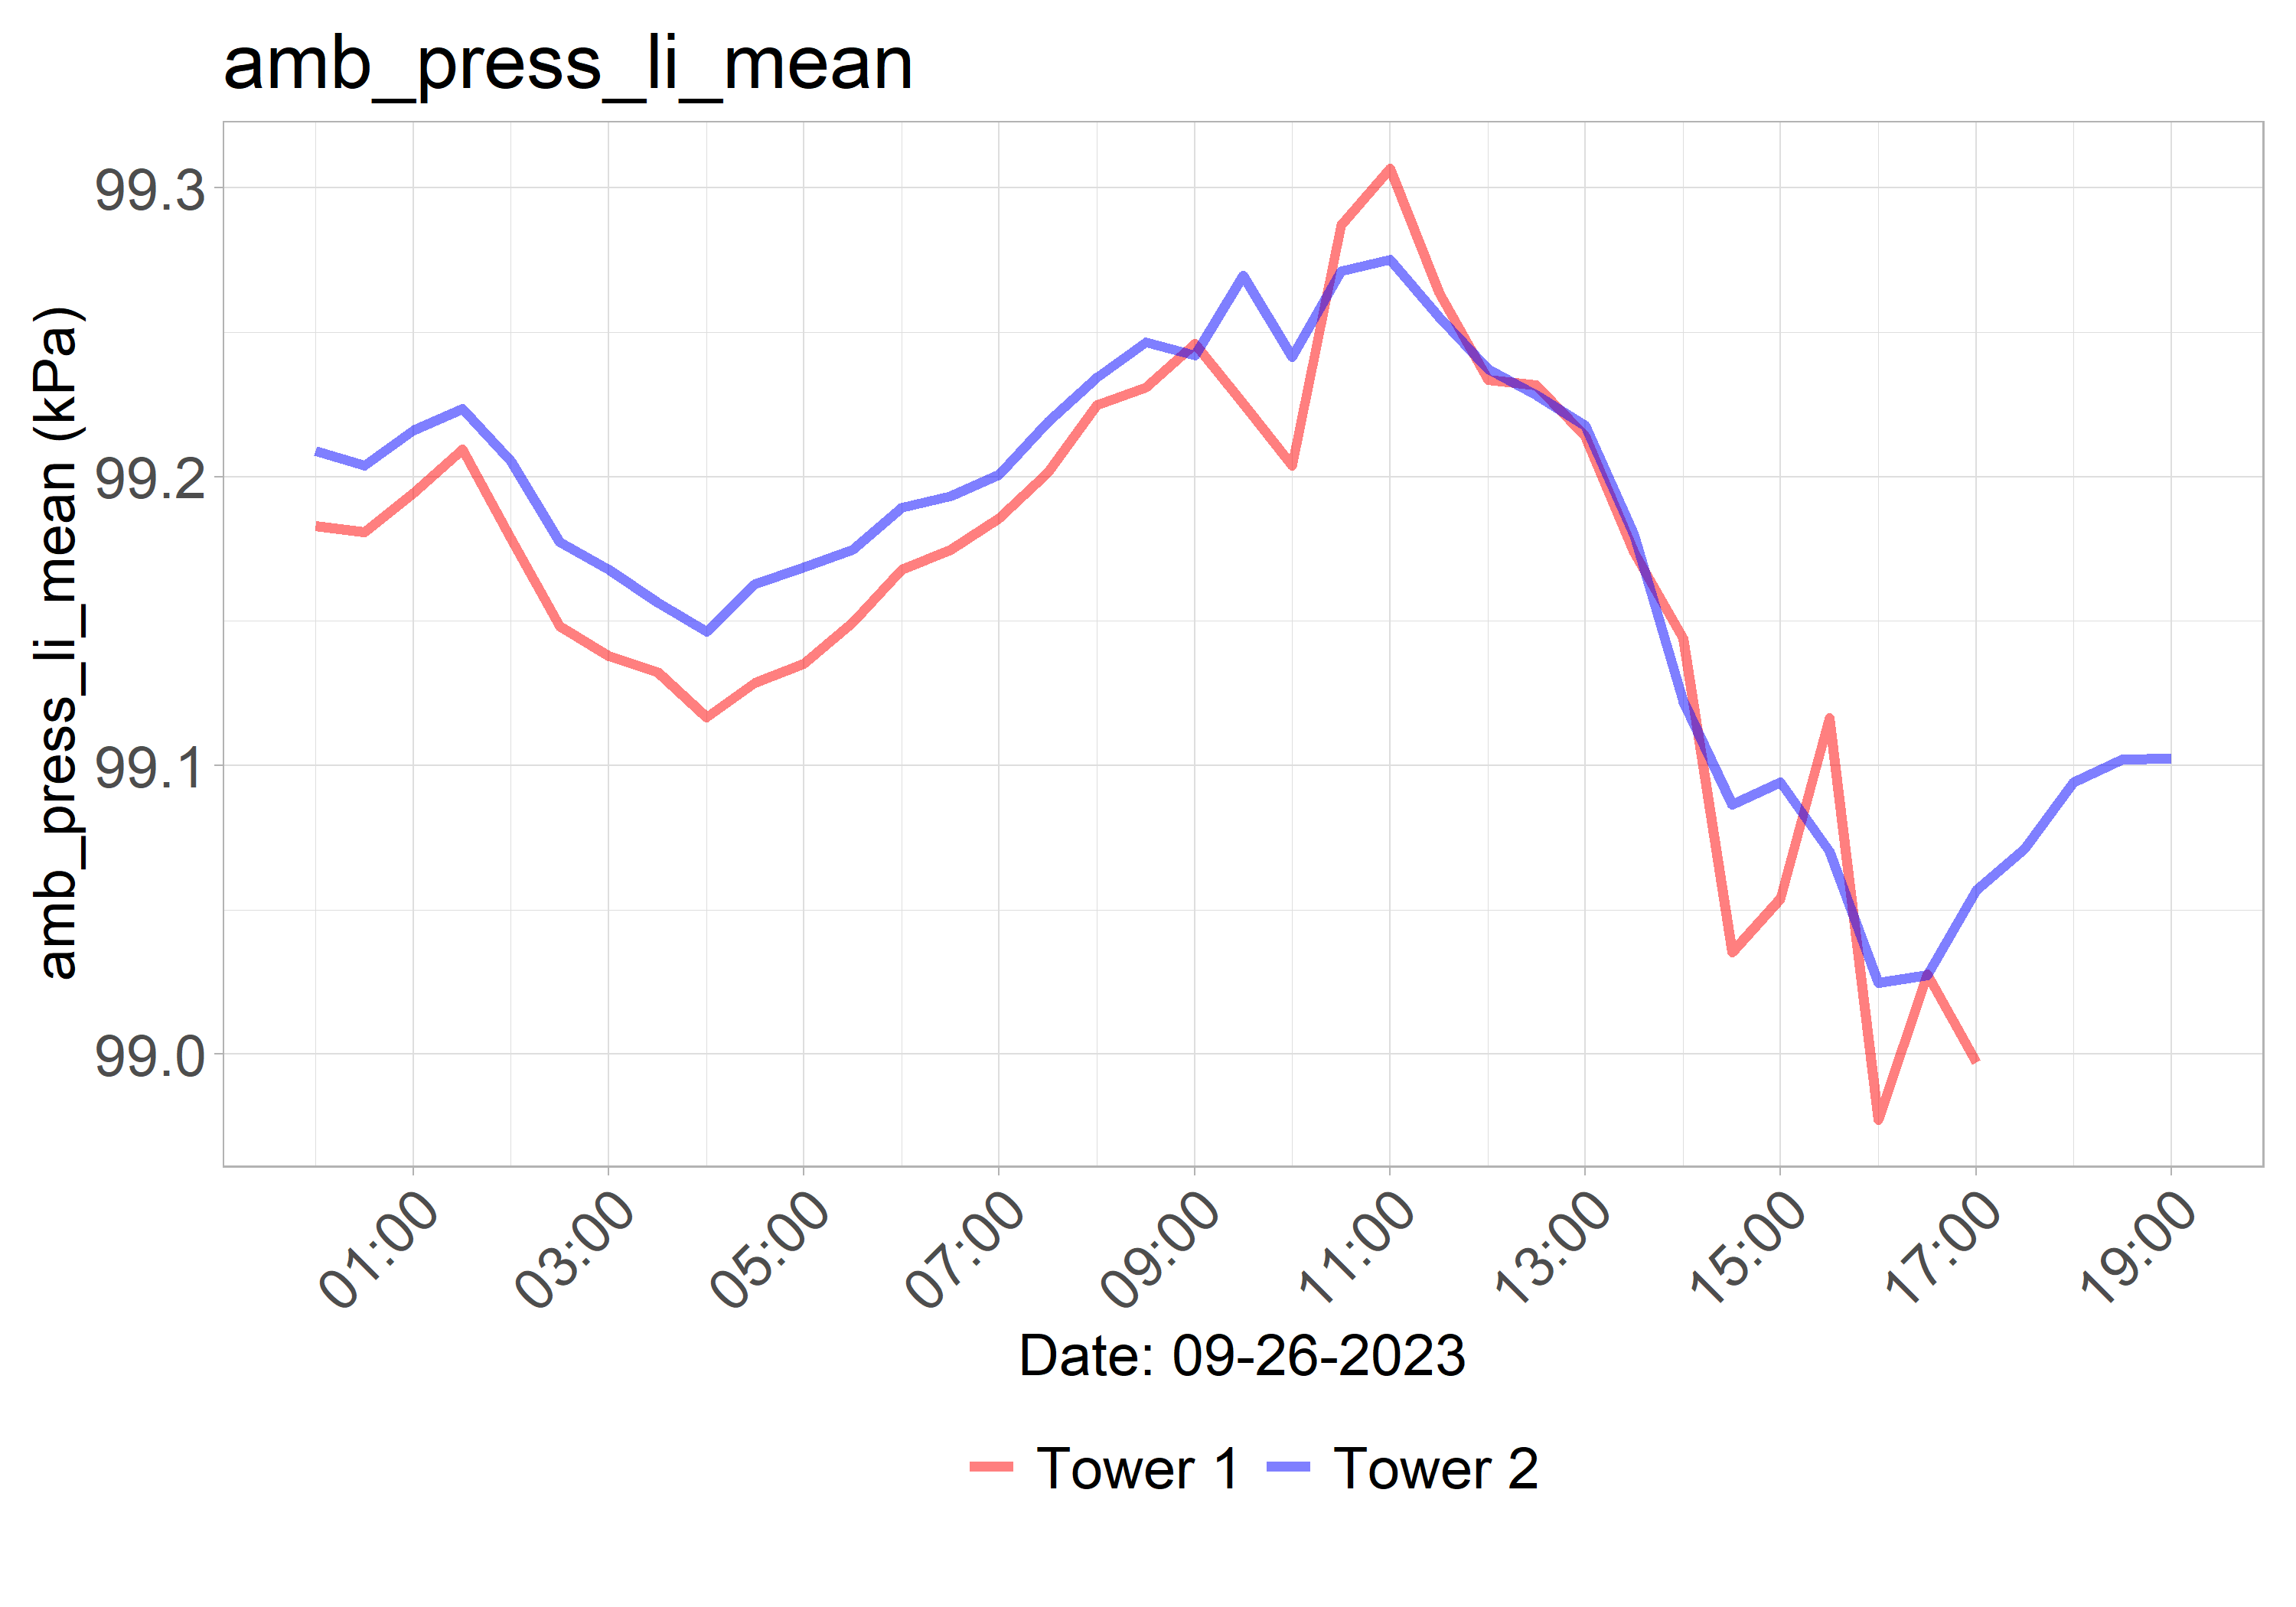 amb_press_li_mean
amb_press_li_mean (kPa)
99.3
99.2
99.1
99.0
01:00
03:00
05:00
07:00
09:00
11:00
13:00
15:00
17:00
19:00
Date: 09-26-2023
Tower 1
Tower 2